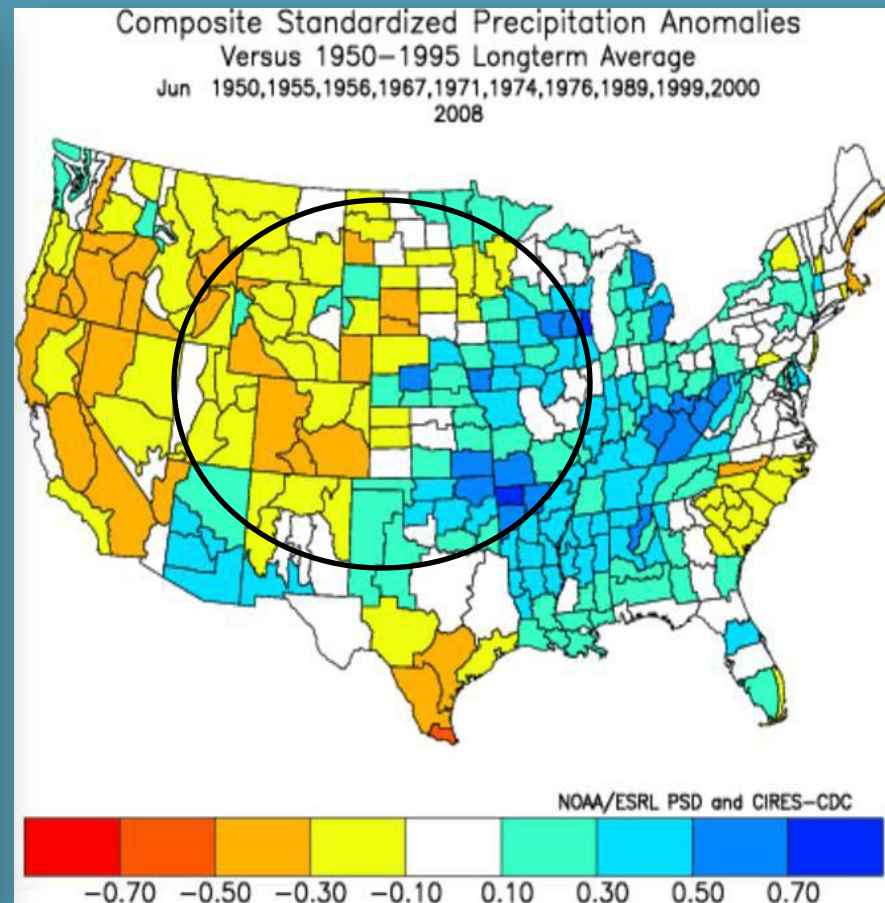 Composite Standardized Precipitation Anomalies
Versus 1950-1995 Longterm Average
Jun 1950,1955,1956,1967,1971,1974,1976,1989,1999,2000
2008
NOAA/ESRL PSD and CIRES-CDC
-0.70 -0.50 -0.30 -0.10 0.10 0.30 0.50 0.70